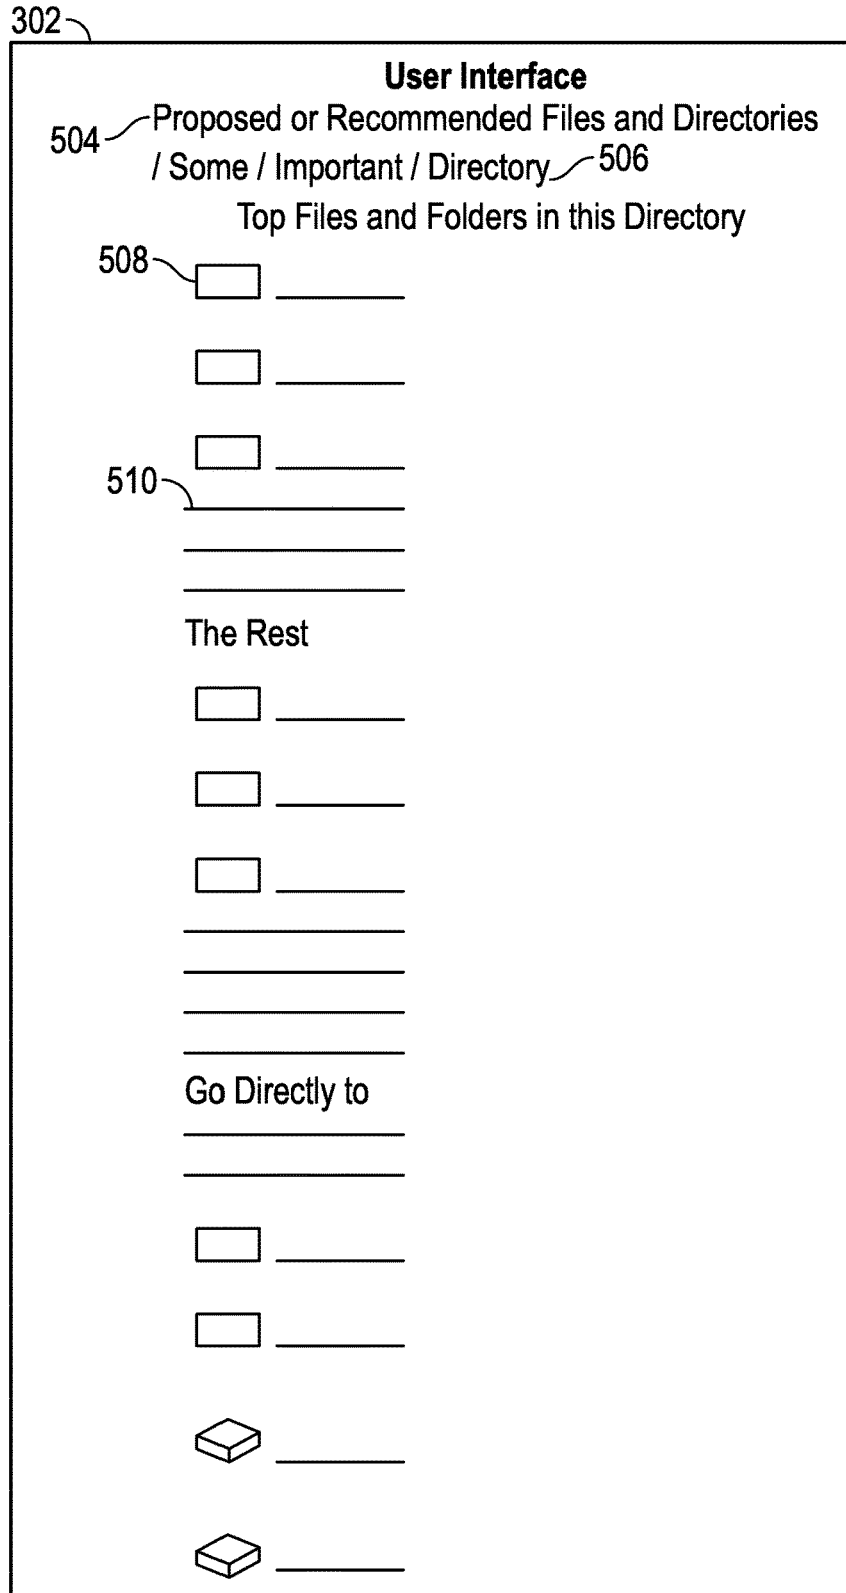 302
User Interface
504 Proposed or Recommended Files and Directories
/ Some / Important / Directory 506
Top Files and Folders in this Directory
508
510
The Rest
Go Directly to